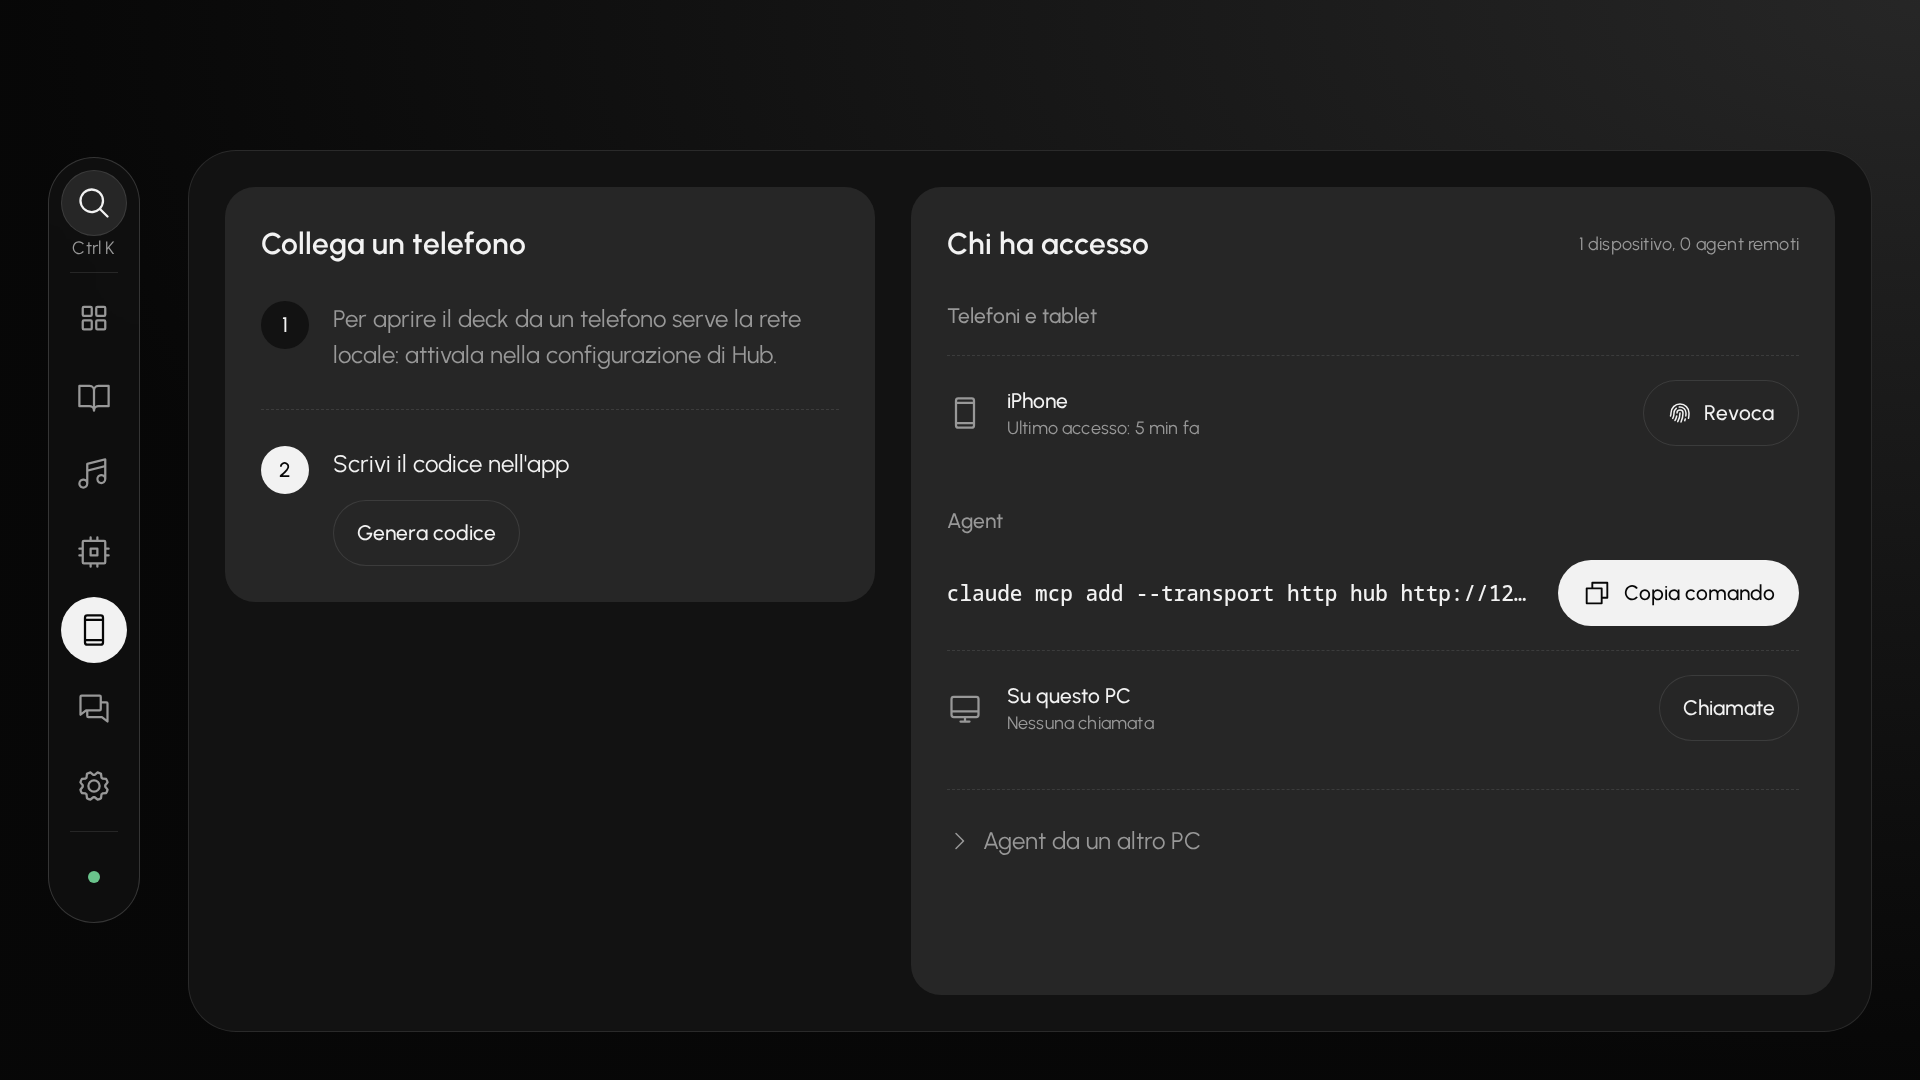 Ctrl K
Collega un telefono
1
Per aprire il deck da un telefono serve la rete
locale: attivala nella configurazione di Hub.
2
Scrivi il codice nell'app
Genera codice
Chi ha accesso
1 dispositivo, 0 agent remoti
Telefoni e tablet
iPhone
Ultimo accesso: 5 min fa
Revoca
Agent
claude mcp add --transport http hub http://12…
Copia comando
Su questo PC
Nessuna chiamata
Chiamate
Agent da un altro PC